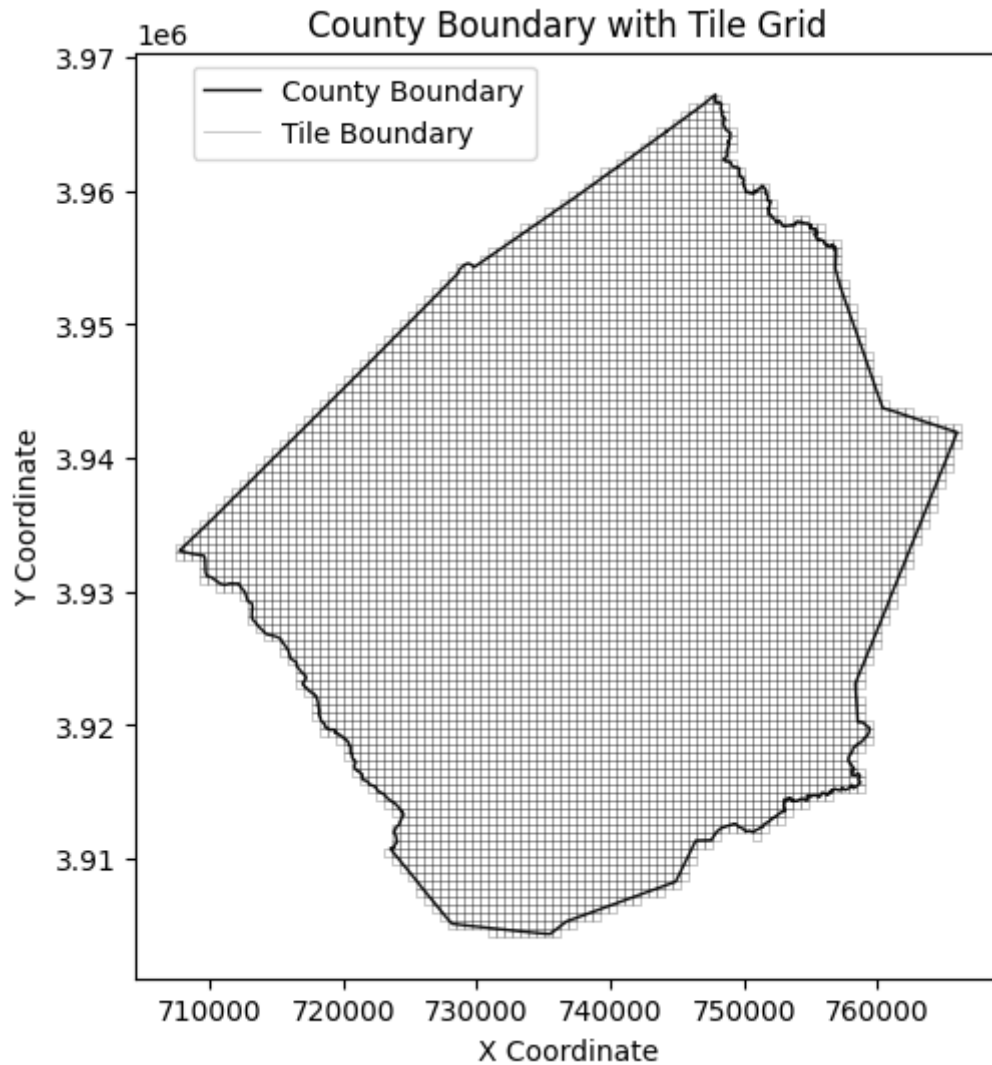 County Boundary with Tile Grid
1e6
County Boundary
Tile Boundary
3.97
3.96
3.95
3.94
3.93
3.92
3.91
Y Coordinate
710000 720000 730000 740000 750000 760000
X Coordinate